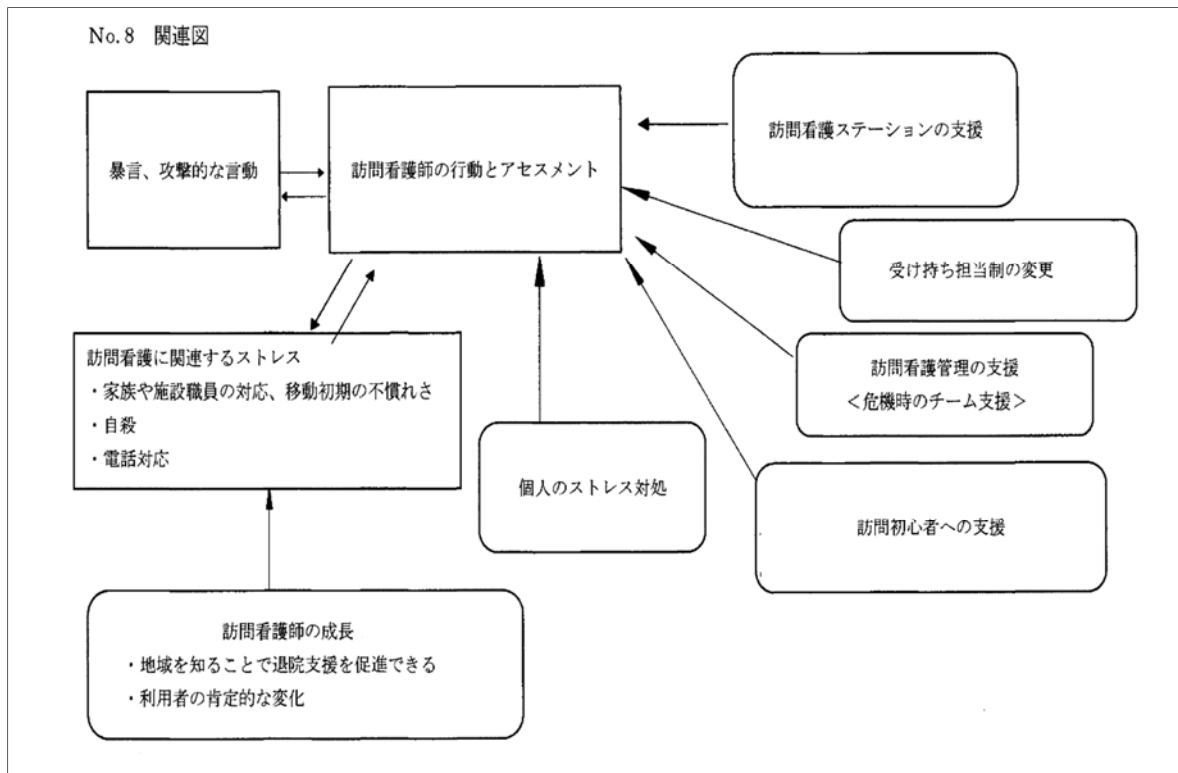 No.8 関連図
暴言、攻撃的な言動
訪問看護師の行動とアセスメント
訪問看護ステーションの支援
受け持ち担当制の変更
訪問看護管理の支援
＜危機時のチーム支援＞
訪問初心者への支援
個人のストレス対処
訪問看護に関連するストレス
・家族や施設職員の対応、移動初期の不慣れさ
・自殺
・電話対応
訪問看護師の成長
・地域を知ることで退院支援を促進できる
・利用者の肯定的な変化